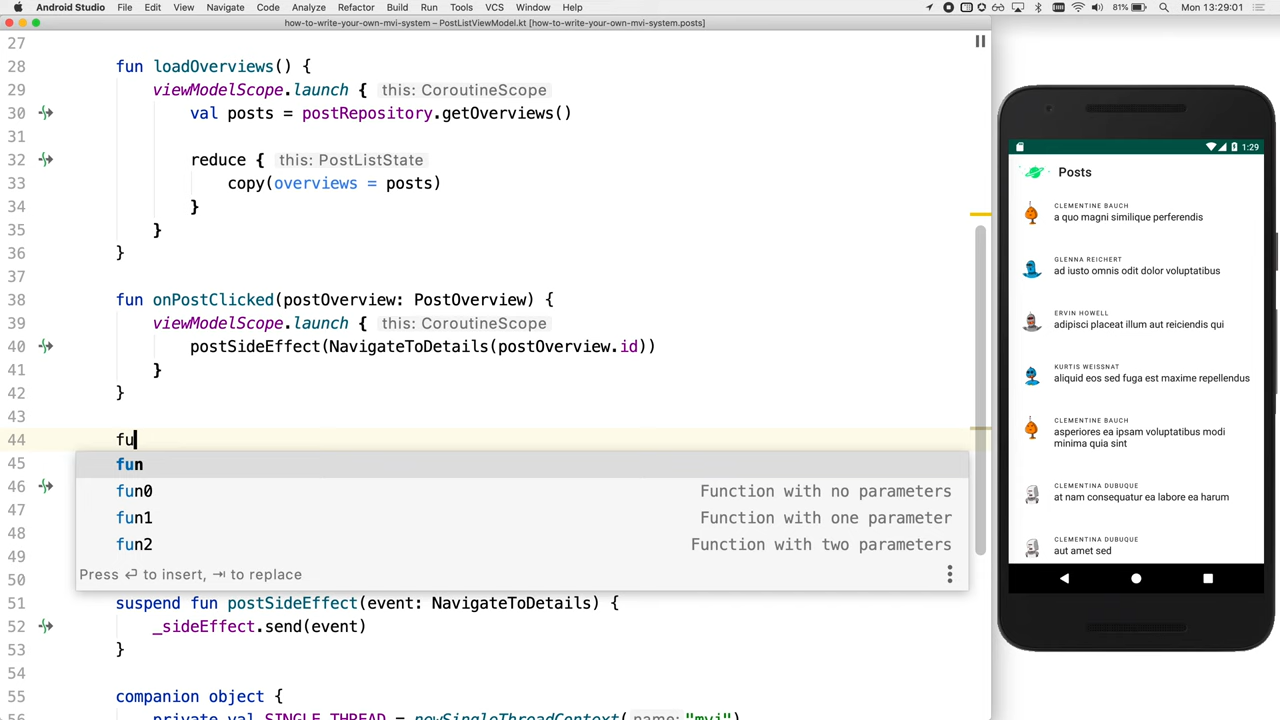 Android Studio File Edit View Navigate Code Analyze Refactor Build Run Tools VCS Window Help 81% Mon 13:29:01
how-to-write-your-own-mvi-system – PostListViewModel.kt [how-to-write-your-own-mvi-system.posts]
27
28 fun loadOverviews() {
29 viewModelScope.launch { this: CoroutineScope
30 val posts = postRepository.getOverviews()
31
32 reduce { this: PostListState
33 copy(overviews = posts)
34 }
35 }
36 }
37
38 fun onPostClicked(postOverview: PostOverview) {
39 viewModelScope.launch { this: CoroutineScope
40 postSideEffect(NavigateToDetails(postOverview.id))
41 }
42 }
43
44 fu
45 fun
46 fun0 Function with no parameters
47 fun1 Function with one parameter
48 fun2 Function with two parameters
49
50 Press ⏎ to insert, ⇥ to replace
51 suspend fun postSideEffect(event: NavigateToDetails) {
52 _sideEffect.send(event)
53 }
54
55 companion object {
56 private val SINGLE_THREAD = newSingleThreadContext( name: "mvi")
1:29
Posts
CLEMENTINE BAUCH
a quo magni similique perferendis
GLENNA REICHERT
ad iusto omnis odit dolor voluptatibus
ERVIN HOWELL
adipisci placeat illum aut reiciendis qui
KURTIS WEISSNAT
aliquid eos sed fuga est maxime repellendus
CLEMENTINE BAUCH
asperiores ea ipsam voluptatibus modi
minima quia sint
CLEMENTINA DUBUQUE
at nam consequatur ea labore ea harum
CLEMENTINA DUBUQUE
aut amet sed